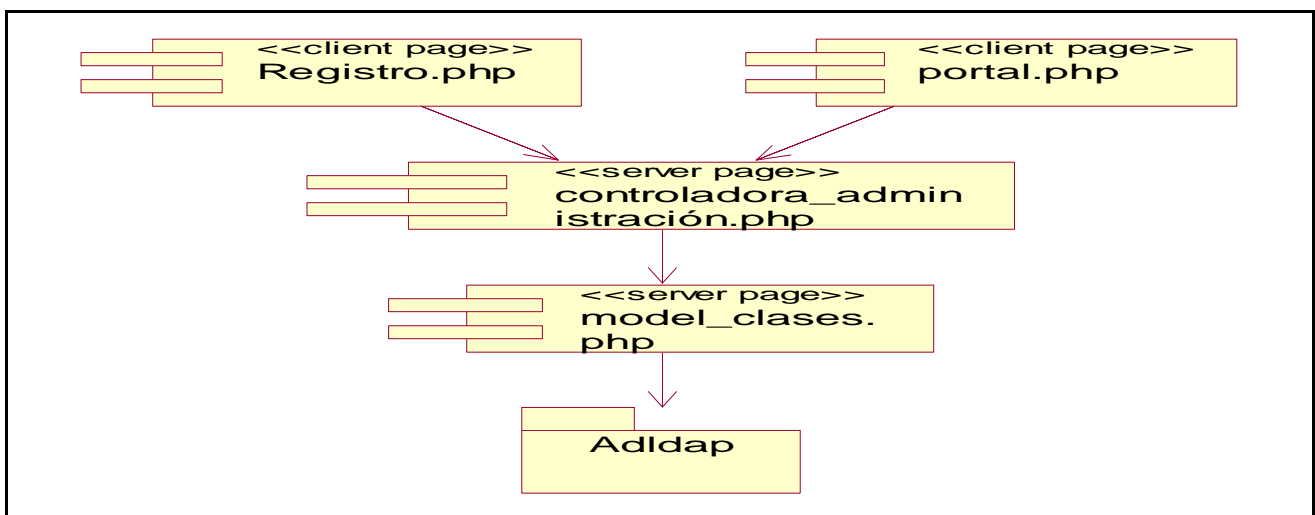 <<client page>>
Registro.php
<<client page>>
portal.php
<<server page>>
controladora_admin
istración.php
<<server page>>
model_clases.
php
Adldap